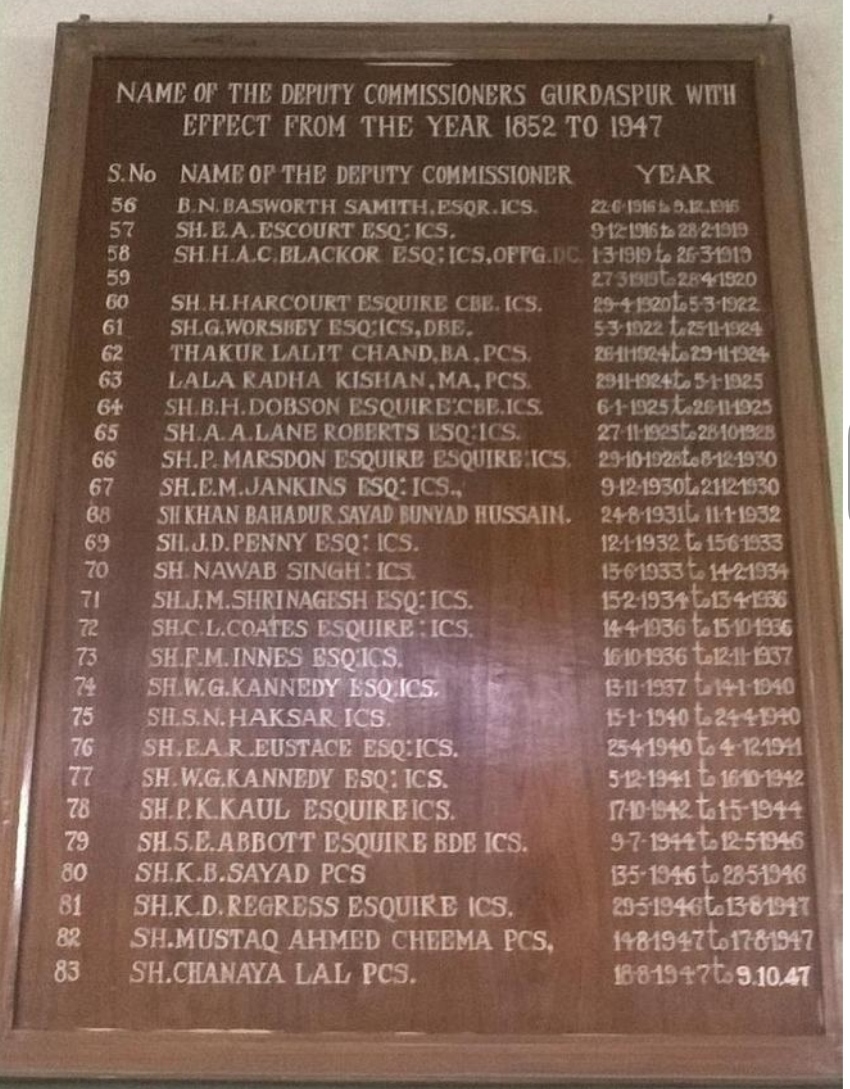 NAME OF THE DEPUTY COMMISSIONERS GURDASPUR WITH
EFFECT FROM THE YEAR 1852 TO 1947
S.No NAME OF THE DEPUTY COMMISSIONER YEAR
56 B.N. BASWORTH SAMITH, ESQR. ICS. 22-6-1916 to 9.12.1916
57 SH.E.A. ESCOURT ESQ: ICS. 9-12-1916 to 28-2-1919
58 SH.H.A.C.BLACKOR ESQ: ICS, OFFG.DC. 1-3-1919 to 26-3-1919
59 27-3-1919 to 28-4-1920
60 SH.H.HARCOURT ESQUIRE CBE. ICS. 29-4-1920 to 5-3-1922
61 SH.G.WORSBEY ESQ:ICS, DBE. 5-3-1922 to 25-11-1924
62 THAKUR LALIT CHAND, BA, PCS. 26-11-1924 to 29-11-1924
63 LALA RADHA KISHAN, MA, PCS. 29-11-1924 to 5-1-1925
64 SH.B.H.DOBSON ESQUIRE:CBE.ICS. 6-1-1925 to 26-11-1925
65 SH.A.A.LANE ROBERTS ESQ:ICS. 27-11-1925 to 28-10-1928
66 SH.P. MARSDON ESQUIRE ESQUIRE:ICS. 29-10-1928 to 8-12-1930
67 SH.E.M.JANKINS ESQ: ICS., 9-12-1930 to 21-12-1930
68 SH KHAN BAHADUR SAYAD BUNYAD HUSSAIN. 24-8-1931 t 11-1-1932
69 SH.J.D.PENNY ESQ: ICS. 12-1-1932 to 15-6-1933
70 SH.NAWAB SINGH: ICS. 15-6-1933 to 14-2-1934
71 SH.J.M.SHRINAGESH ESQ: ICS. 15-2-1934 to 13-4-1936
72 SH.C.L.COATES ESQUIRE: ICS. 14-4-1936 to 15-10-1936
73 SH.F.M.INNES ESQ:ICS. 16-10-1936 to 12-11-1937
74 SH.W.G.KANNEDY ESQ.ICS. 13-11-1937 to 14-1-1940
75 SH.S.N.HAKSAR ICS. 15-1-1940 to 24-4-1940
76 SH.E.A.R.EUSTACE ESQ:ICS. 25-4-1940 to 4-12-1941
77 SH.W.G.KANNEDY ESQ: ICS. 5-12-1941 to 16-10-1942
78 SH.P.K.KAUL ESQUIRE ICS. 17-10-1942 to 1-5-1944
79 SH.S.E.ABBOTT ESQUIRE BDE ICS. 9-7-1944 to 12-5-1946
80 SH.K.B.SAYAD PCS 13-5-1946 to 28-5-1946
81 SH.K.D.REGRESS ESQUIRE ICS. 29-5-1946 to 13-8-1947
82 SH.MUSTAQ AHMED CHEEMA PCS, 14-8-1947 to 17-8-1947
83 SH.CHANAYA LAL PCS. 18-8-1947 to 9.10.47